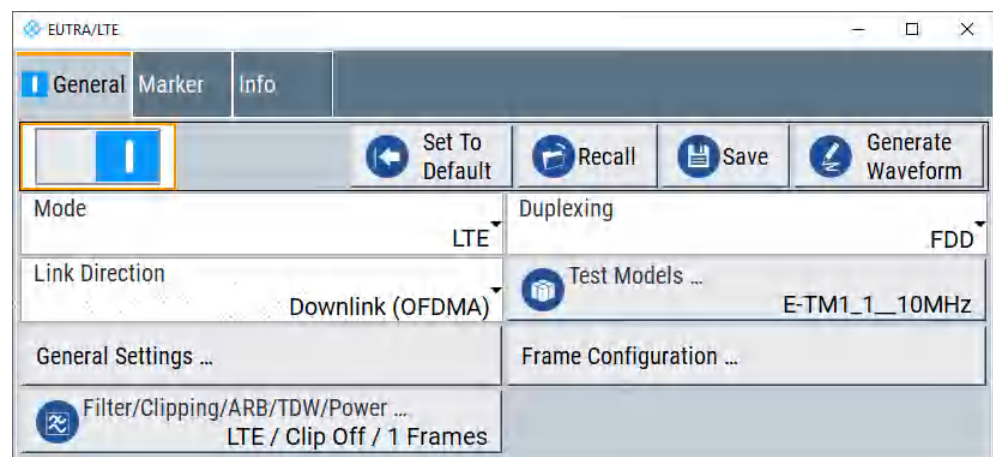 EUTRA/LTE
General Marker Info
Set To
Default
Recall
Save
Generate
Waveform
Mode
LTE
Duplexing
FDD
Link Direction
Downlink (OFDMA)
Test Models ...
E-TM1_1__10MHz
General Settings ...
Frame Configuration ...
Filter/Clipping/ARB/TDW/Power ...
LTE / Clip Off / 1 Frames